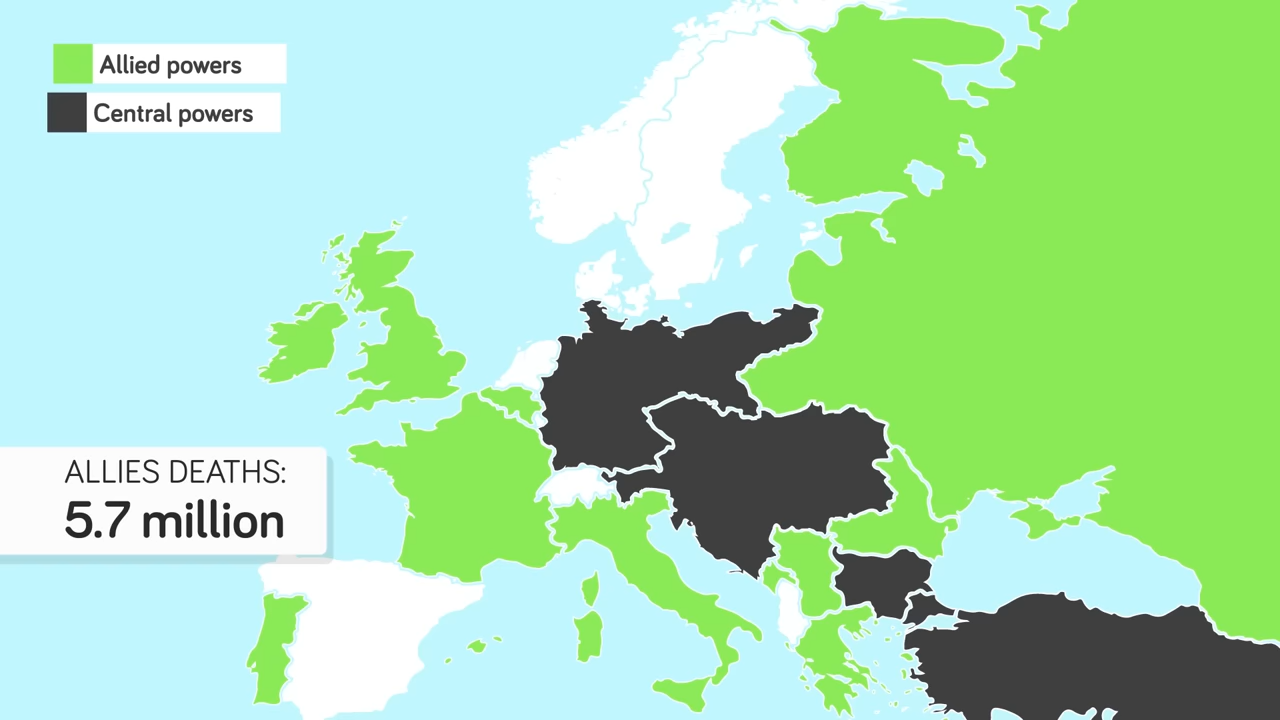 Allied powers
Central powers
ALLIES DEATHS:
5.7 million